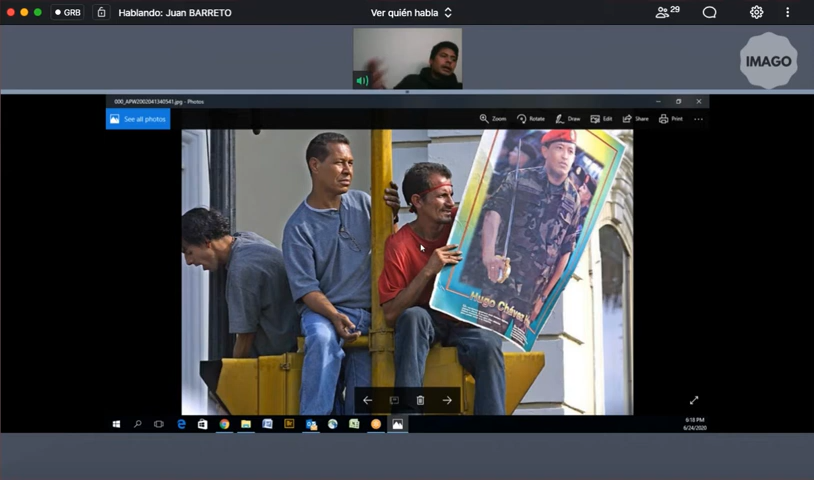 GRB
Hablando: Juan BARRETO
Ver quién habla
29
IMAGO
000_APW2002041340541.jpg - Photos
See all photos
Zoom
Rotate
Draw
Edit
Share
Print
Hugo Chávez
6:18 PM
6/24/2020